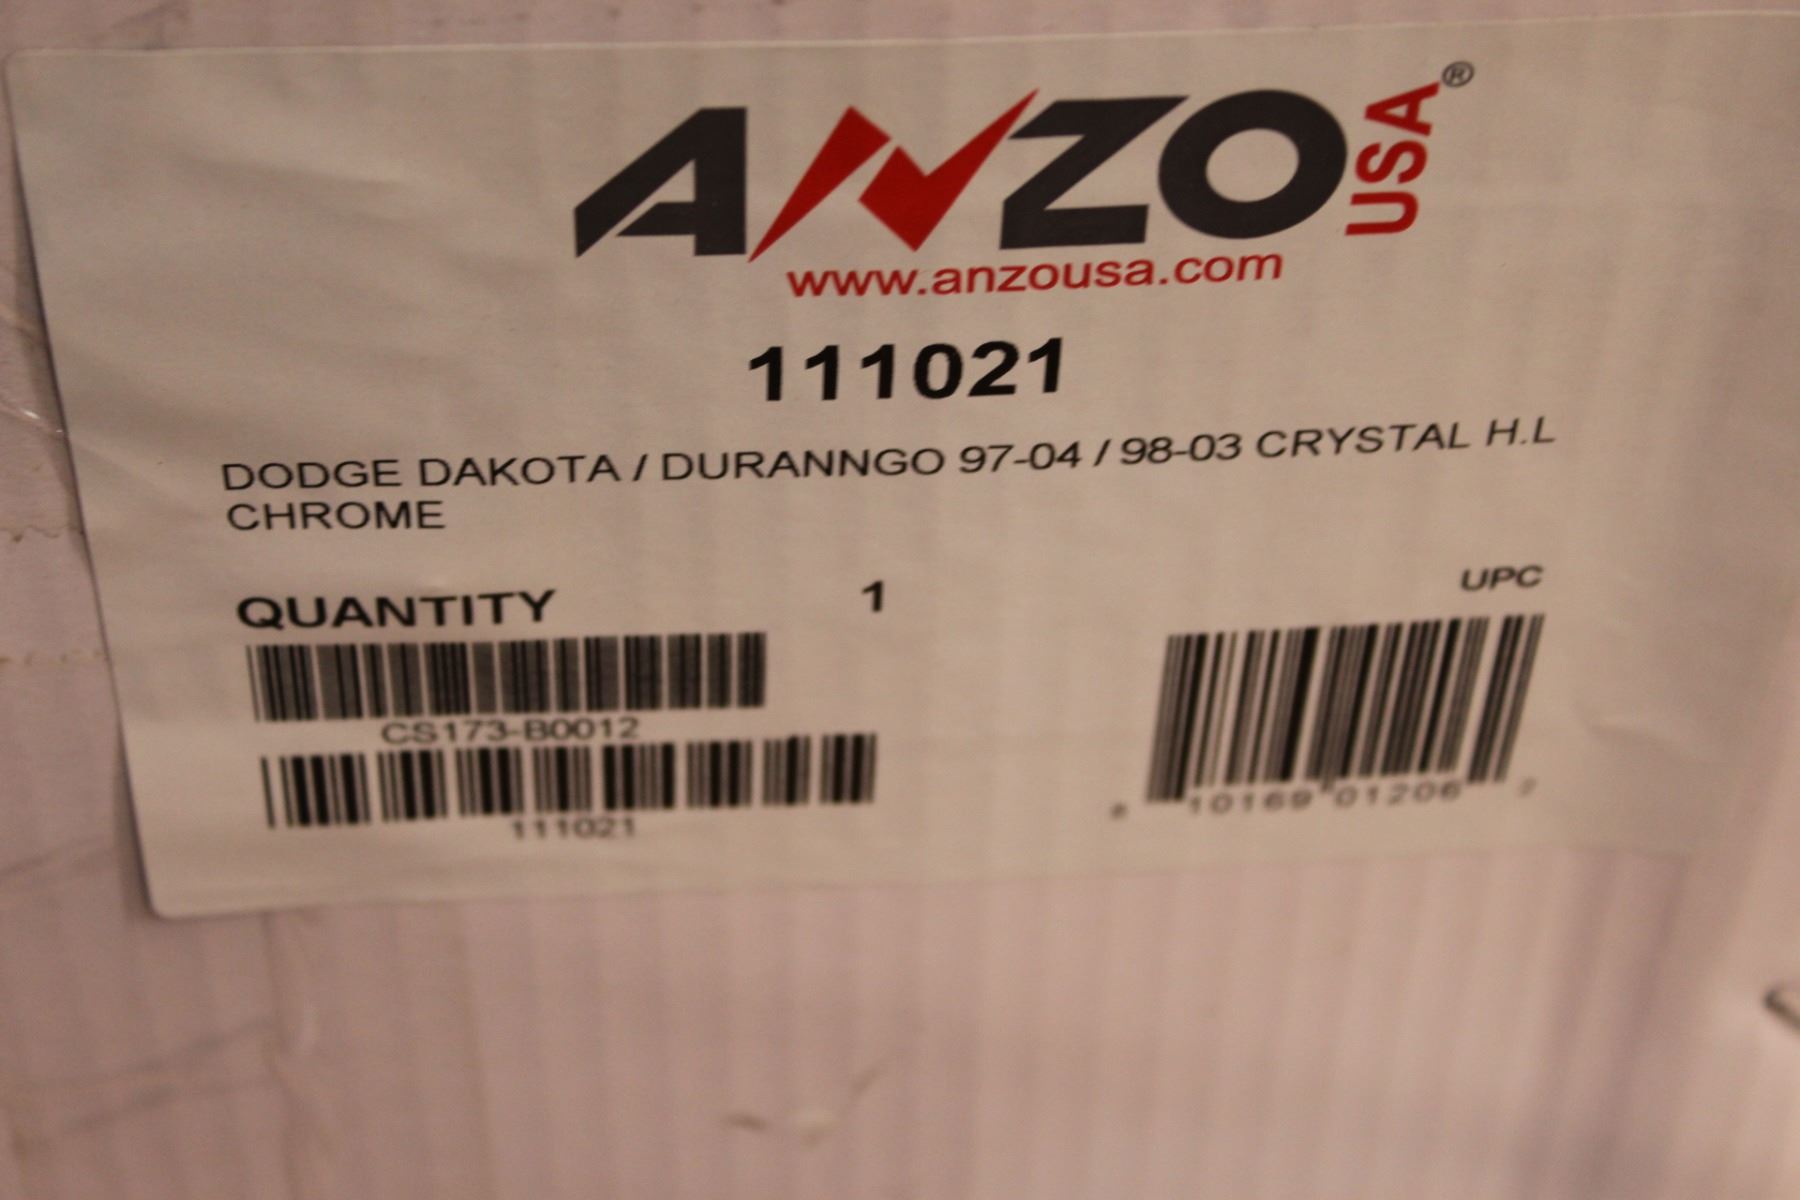 ANZO USA®
www.anzousa.com
111021
DODGE DAKOTA / DURANNGO 97-04 / 98-03 CRYSTAL H.L
CHROME
QUANTITY 1
UPC
CS173-B0012
111021
10169 01206